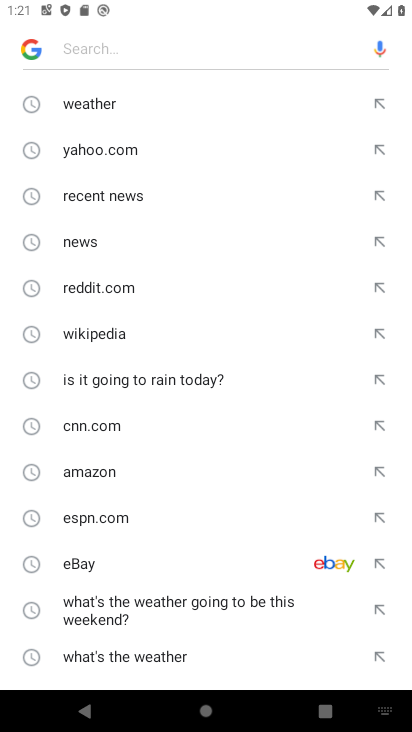 1:21
Search…
weather
yahoo.com
recent news
news
reddit.com
wikipedia
is it going to rain today?
cnn.com
amazon
espn.com
eBay ebay
what's the weather going to be this
weekend?
what's the weather